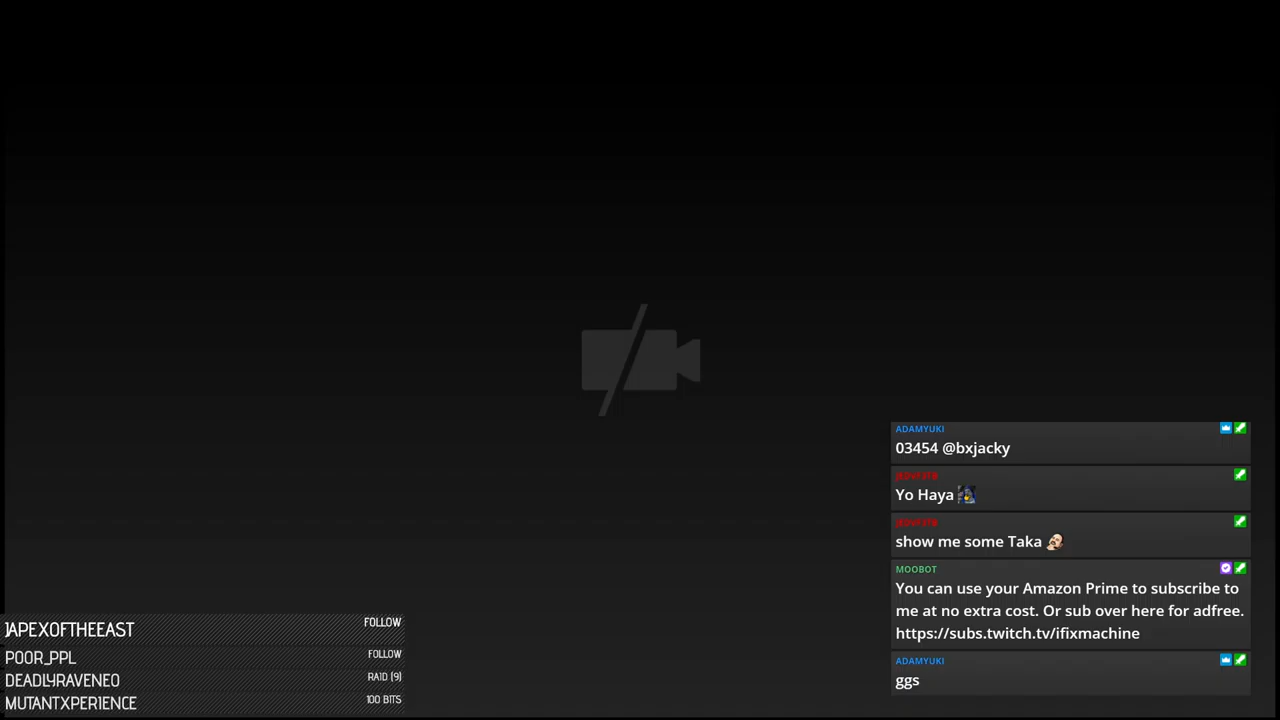 ADAMYUKI
03454 @bxjacky
Yo Haya
show me some Taka
MOOBOT
You can use your Amazon Prime to subscribe to
me at no extra cost. Or sub over here for adfree.
https://subs.twitch.tv/ifixmachine
ADAMYUKI
ggs
JAPEXOFTHEEAST FOLLOW
POOR_PPL FOLLOW
DEADLYRAVENEO RAID (9)
MUTANTXPERIENCE 100 BITS